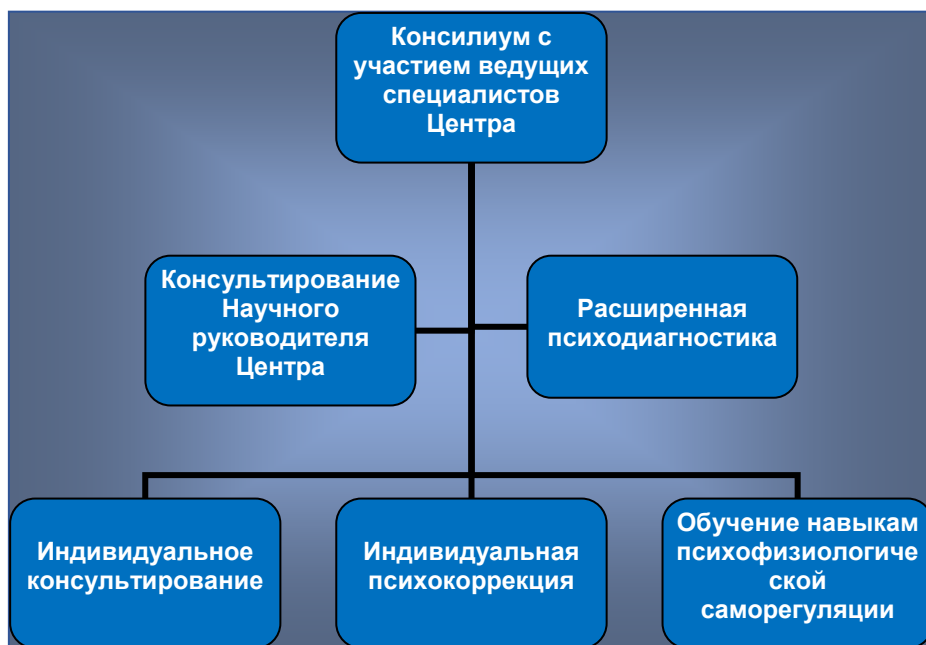 Консилиум с
участием ведущих
специалистов
Центра
Консультирование
Научного
руководителя
Центра
Расширенная
психодиагностика
Индивидуальное
консультирование
Индивидуальная
психокоррекция
Обучение навыкам
психофизиологиче
ской
саморегуляции